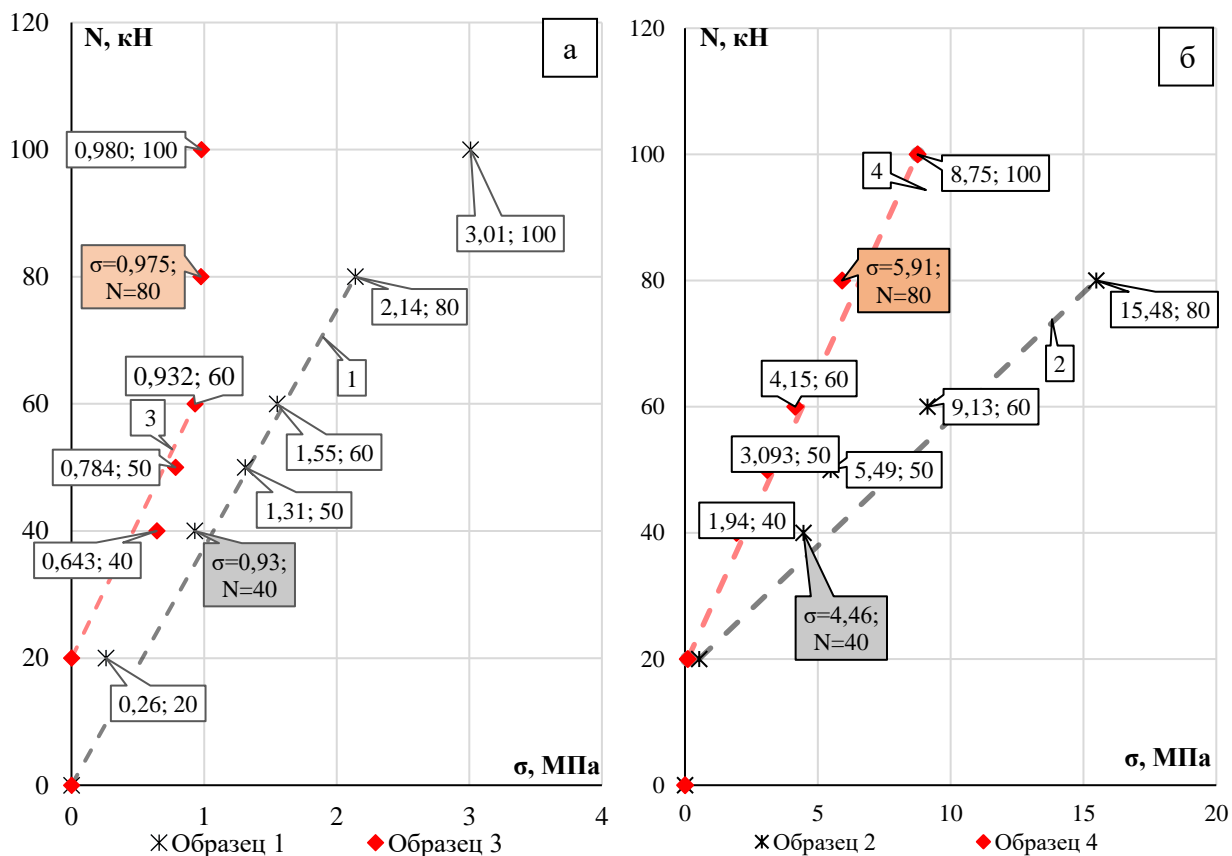 N, кН
а
120
100
80
60
40
20
0
0,980; 100
3,01; 100
σ=0,975;
N=80
2,14; 80
1
0,932; 60
3
1,55; 60
0,784; 50
1,31; 50
0,643; 40
σ=0,93;
N=40
0,26; 20
σ, МПа
0
1
2
3
4
Образец 1
Образец 3
N, кН
б
120
100
80
60
40
20
0
4
8,75; 100
σ=5,91;
N=80
15,48; 80
2
4,15; 60
9,13; 60
3,093; 50
5,49; 50
1,94; 40
σ=4,46;
N=40
σ, МПа
0
5
10
15
20
Образец 2
Образец 4